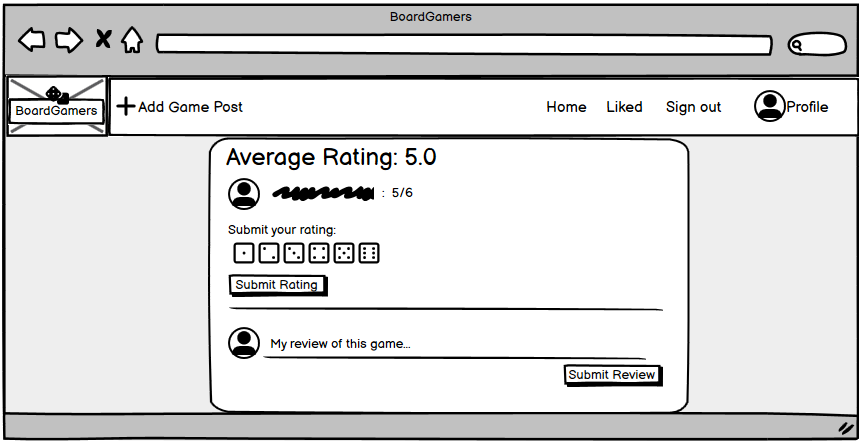 BoardGamers
BoardGamers
Add Game Post
Home Liked Sign out Profile
Average Rating: 5.0
: 5/6
Submit your rating:
Submit Rating
My review of this game...
Submit Review